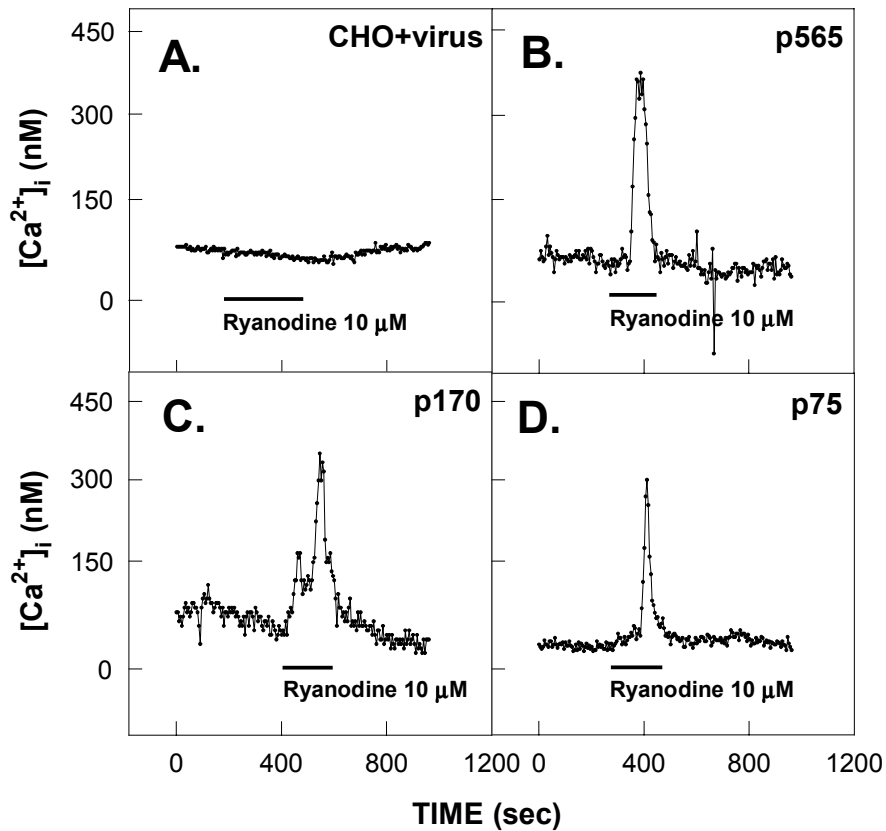 A.
CHO+virus
450
300
150
0
[Ca²⁺]ᵢ (nM)
Ryanodine 10 μM
B.
p565
Ryanodine 10 μM
C.
p170
450
300
150
0
[Ca²⁺]ᵢ (nM)
Ryanodine 10 μM
D.
p75
Ryanodine 10 μM
0 400 800 1200 0 400 800 1200
TIME (sec)